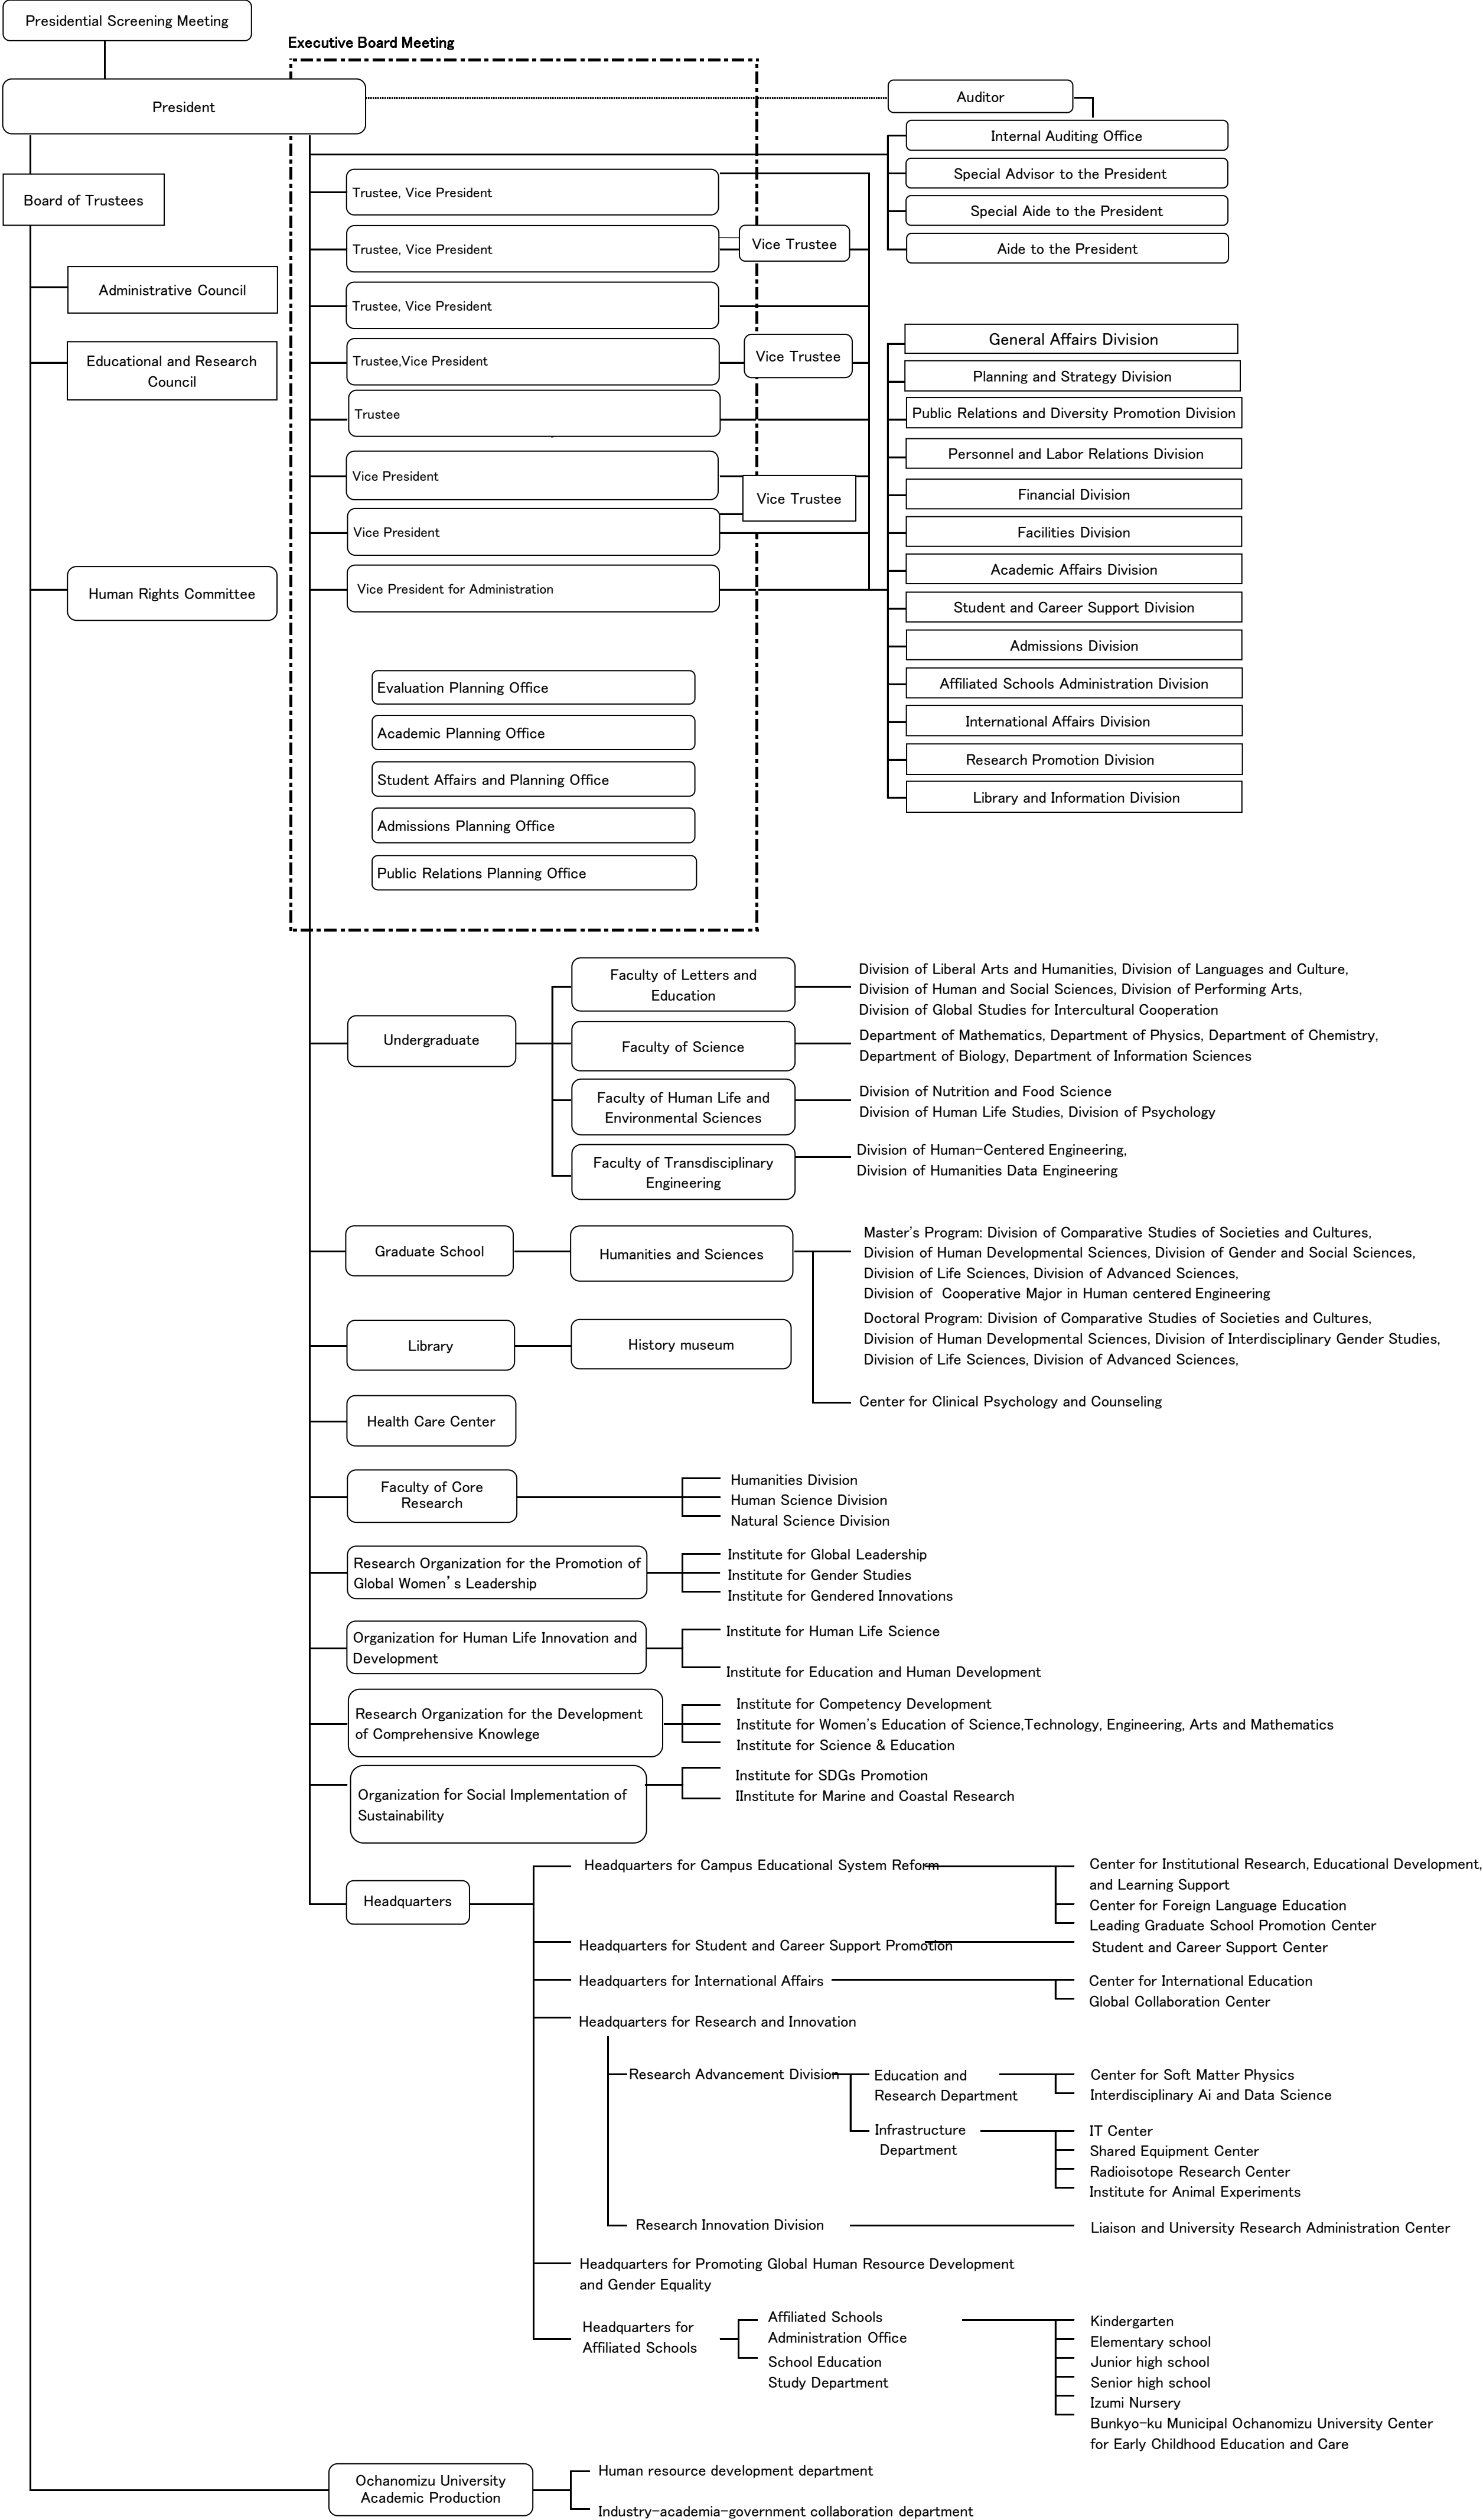 Presidential Screening Meeting
Executive Board Meeting
President
Auditor
Internal Auditing Office
Special Advisor to the President
Special Aide to the President
Aide to the President
Board of Trustees
Administrative Council
Educational and Research
Council
Human Rights Committee
Trustee, Vice President
Trustee, Vice President
Vice Trustee
Trustee, Vice President
Trustee,Vice President
Vice Trustee
Trustee
Vice President
Vice Trustee
Vice President
Vice President for Administration
General Affairs Division
Planning and Strategy Division
Public Relations and Diversity Promotion Division
Personnel and Labor Relations Division
Financial Division
Facilities Division
Academic Affairs Division
Student and Career Support Division
Admissions Division
Affiliated Schools Administration Division
International Affairs Division
Research Promotion Division
Library and Information Division
Evaluation Planning Office
Academic Planning Office
Student Affairs and Planning Office
Admissions Planning Office
Public Relations Planning Office
Undergraduate
Faculty of Letters and
Education
Division of Liberal Arts and Humanities, Division of Languages and Culture,
Division of Human and Social Sciences, Division of Performing Arts,
Division of Global Studies for Intercultural Cooperation
Faculty of Science
Department of Mathematics, Department of Physics, Department of Chemistry,
Department of Biology, Department of Information Sciences
Faculty of Human Life and
Environmental Sciences
Division of Nutrition and Food Science
Division of Human Life Studies, Division of Psychology
Faculty of Transdisciplinary
Engineering
Division of Human-Centered Engineering,
Division of Humanities Data Engineering
Graduate School
Humanities and Sciences
Master's Program: Division of Comparative Studies of Societies and Cultures,
Division of Human Developmental Sciences, Division of Gender and Social Sciences,
Division of Life Sciences, Division of Advanced Sciences,
Division of  Cooperative Major in Human centered Engineering
Doctoral Program: Division of Comparative Studies of Societies and Cultures,
Division of Human Developmental Sciences, Division of Interdisciplinary Gender Studies,
Division of Life Sciences, Division of Advanced Sciences,
Center for Clinical Psychology and Counseling
Library
History museum
Health Care Center
Faculty of Core
Research
Humanities Division
Human Science Division
Natural Science Division
Research Organization for the Promotion of
Global Women’s Leadership
Institute for Global Leadership
Institute for Gender Studies
Institute for Gendered Innovations
Organization for Human Life Innovation and
Development
Institute for Human Life Science
Institute for Education and Human Development
Research Organization for the Development
of Comprehensive Knowlege
Institute for Competency Development
Institute for Women's Education of Science,Technology, Engineering, Arts and Mathematics
Institute for Science & Education
Organization for Social Implementation of
Sustainability
Institute for SDGs Promotion
IInstitute for Marine and Coastal Research
Headquarters
Headquarters for Campus Educational System Reform
Center for Institutional Research, Educational Development,
and Learning Support
Center for Foreign Language Education
Leading Graduate School Promotion Center
Headquarters for Student and Career Support Promotion
Student and Career Support Center
Headquarters for International Affairs
Center for International Education
Global Collaboration Center
Headquarters for Research and Innovation
Research Advancement Division
Education and
Research Department
Center for Soft Matter Physics
Interdisciplinary Ai and Data Science
Infrastructure
Department
IT Center
Shared Equipment Center
Radioisotope Research Center
Institute for Animal Experiments
Research Innovation Division
Liaison and University Research Administration Center
Headquarters for Promoting Global Human Resource Development
and Gender Equality
Headquarters for
Affiliated Schools
Affiliated Schools
Administration Office
School Education
Study Department
Kindergarten
Elementary school
Junior high school
Senior high school
Izumi Nursery
Bunkyo-ku Municipal Ochanomizu University Center
for Early Childhood Education and Care
Ochanomizu University
Academic Production
Human resource development department
Industry-academia-government collaboration department